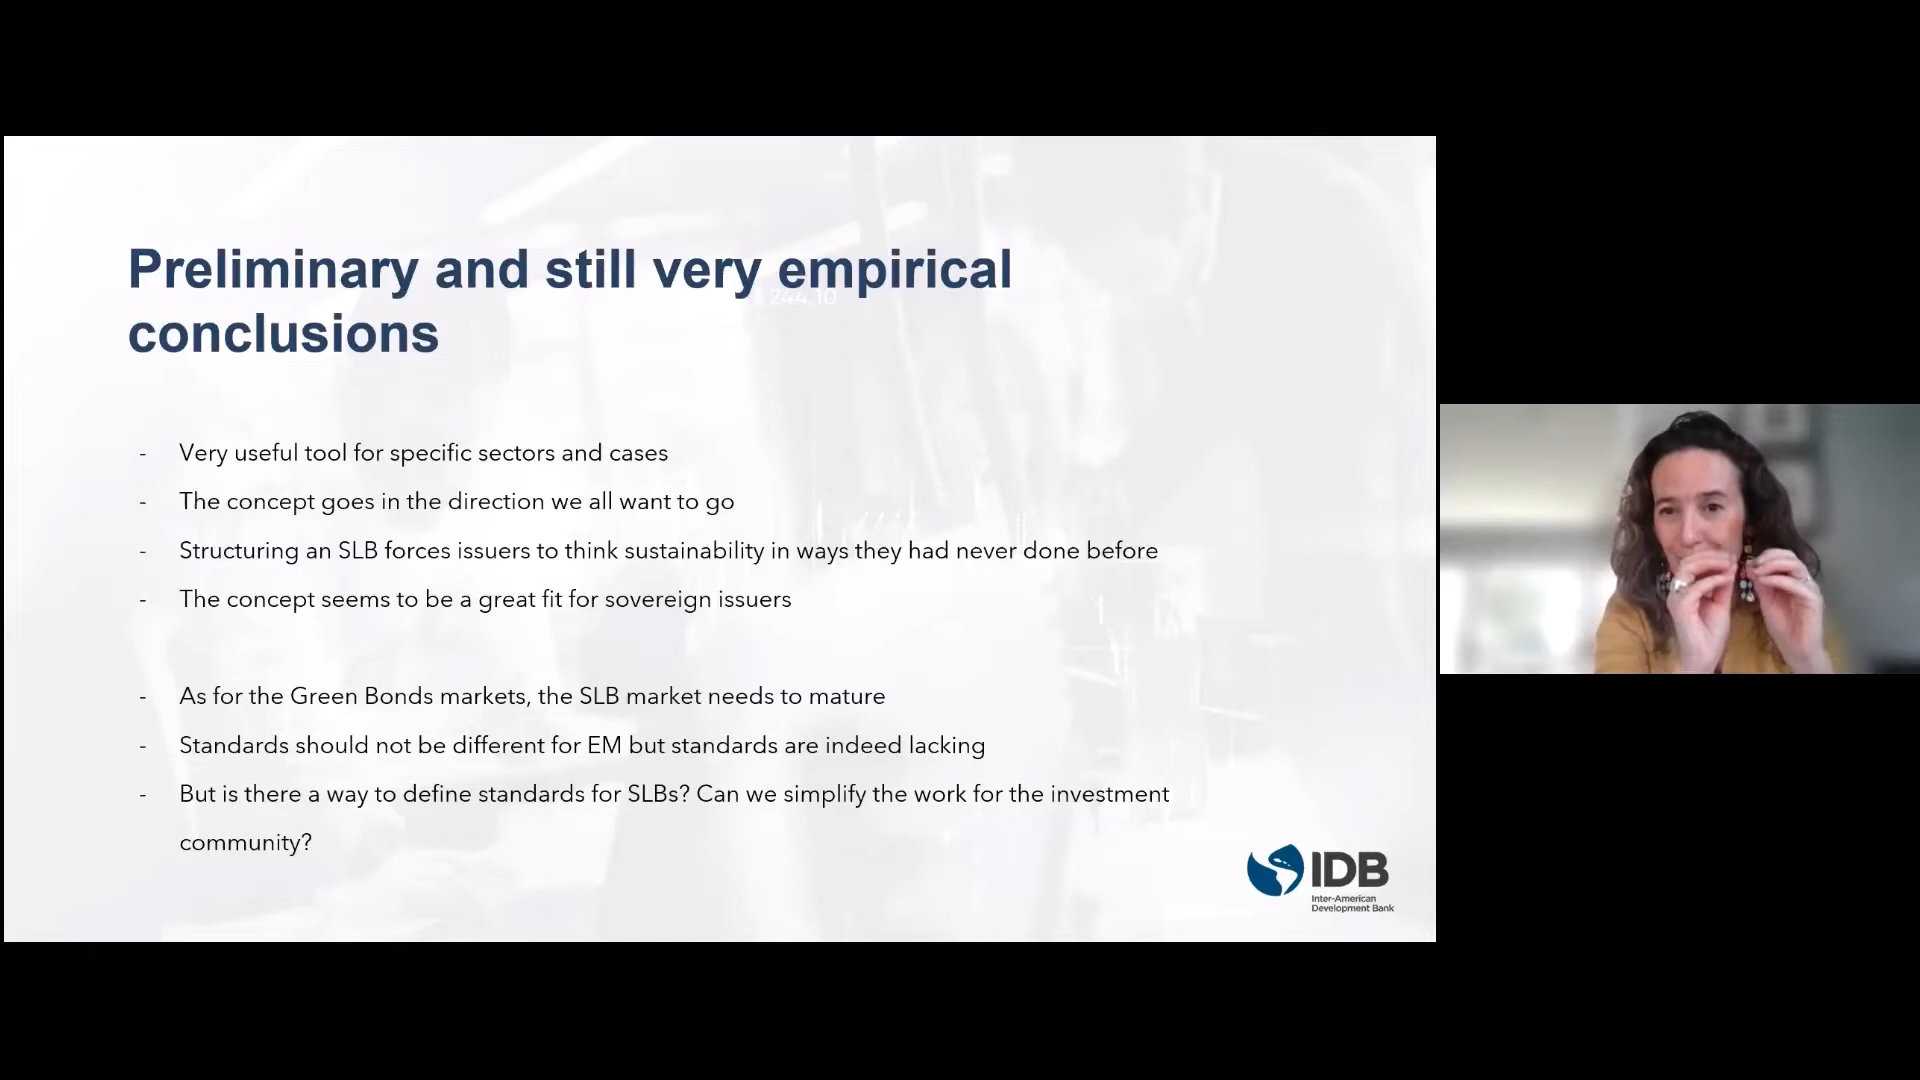 Preliminary and still very empirical
conclusions
244.10
- Very useful tool for specific sectors and cases
- The concept goes in the direction we all want to go
- Structuring an SLB forces issuers to think sustainability in ways they had never done before
- The concept seems to be a great fit for sovereign issuers
- As for the Green Bonds markets, the SLB market needs to mature
- Standards should not be different for EM but standards are indeed lacking
- But is there a way to define standards for SLBs? Can we simplify the work for the investment
community?
IDB
Inter-American
Development Bank